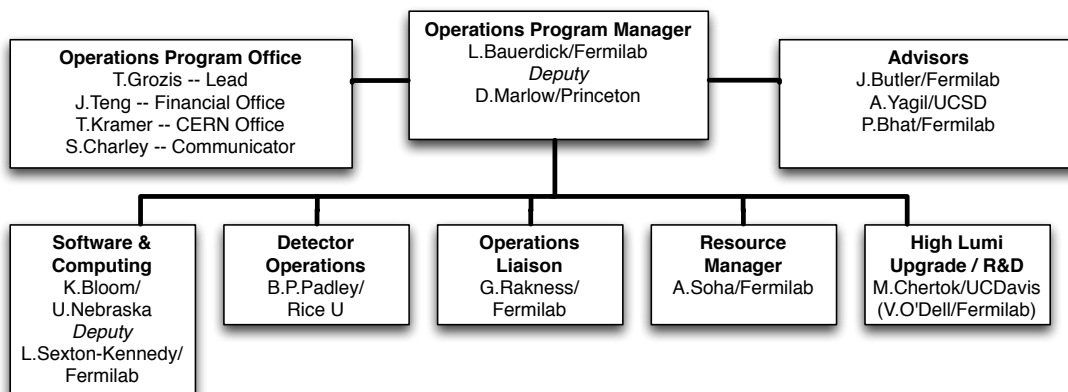 Operations Program Office
T.Grozis -- Lead
J.Teng -- Financial Office
T.Kramer -- CERN Office
S.Charley -- Communicator
Operations Program Manager
L.Bauerdick/Fermilab
Deputy
D.Marlow/Princeton
Advisors
J.Butler/Fermilab
A.Yagil/UCSD
P.Bhat/Fermilab
Software &
Computing
K.Bloom/
U.Nebraska
Deputy
L.Sexton-Kennedy/
Fermilab
Detector
Operations
B.P.Padley/
Rice U
Operations
Liaison
G.Rakness/
Fermilab
Resource
Manager
A.Soha/Fermilab
High Lumi
Upgrade / R&D
M.Chertok/UCDavis
(V.O'Dell/Fermilab)